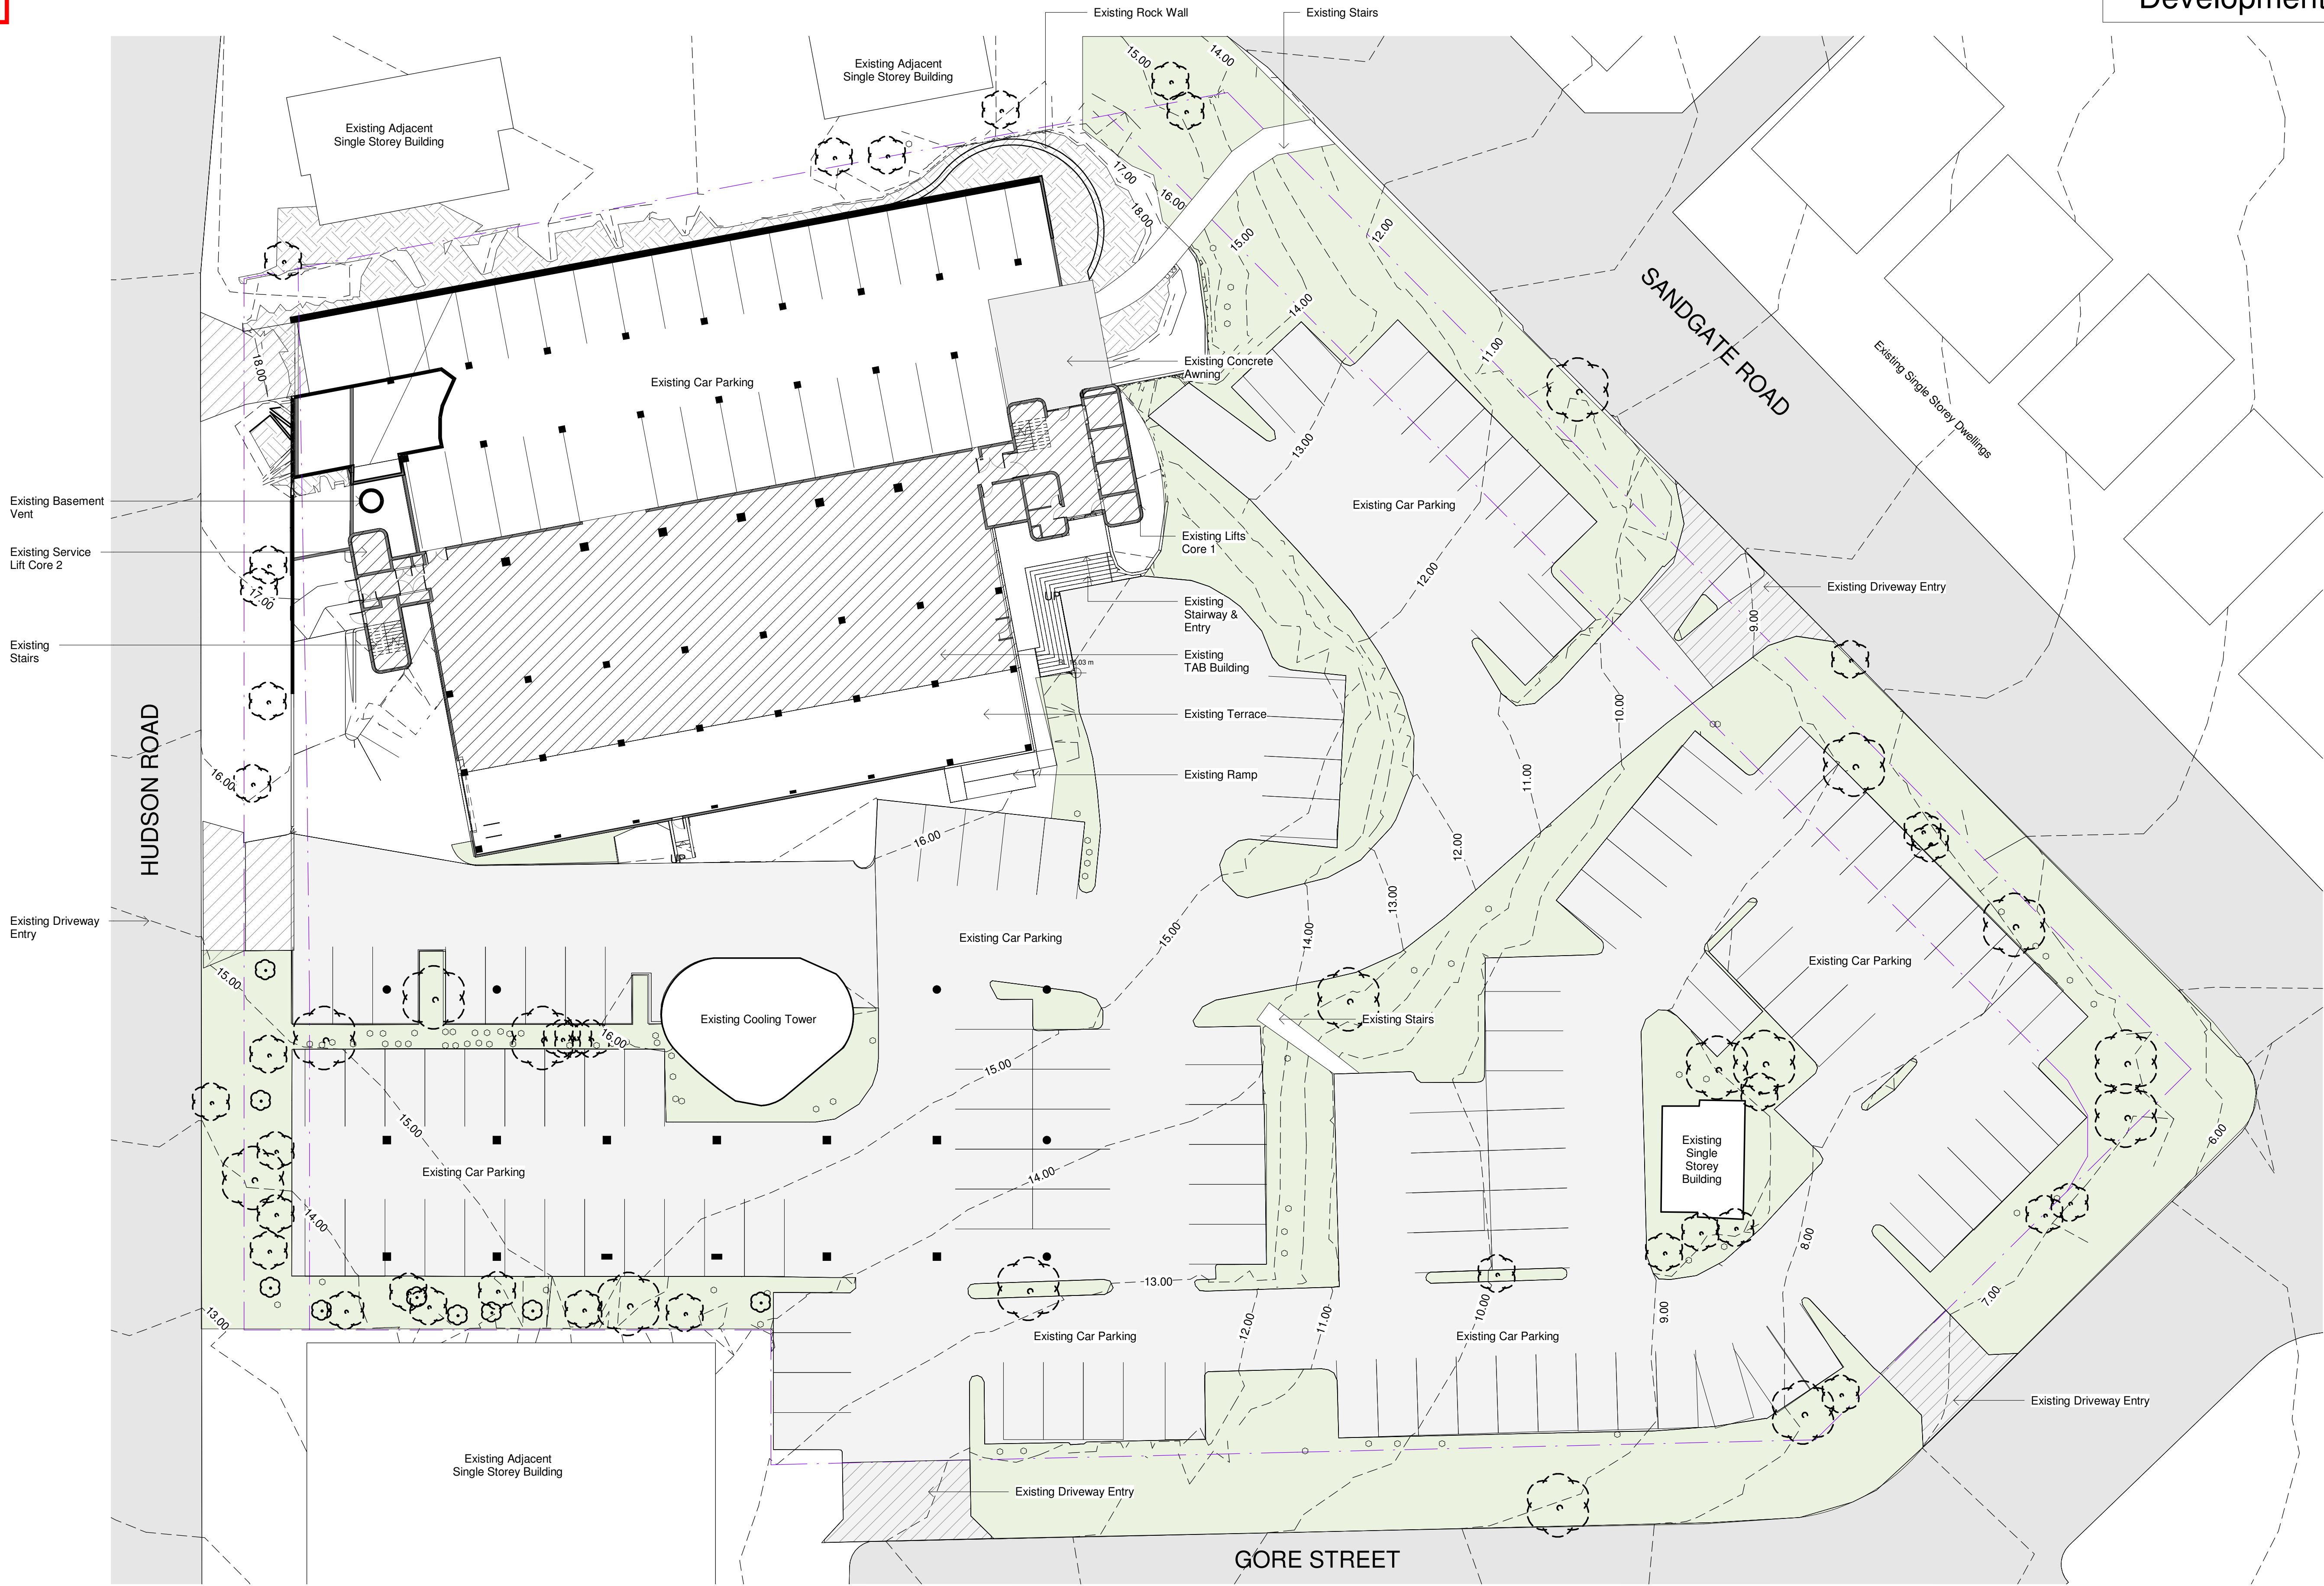 Development
Existing Rock Wall
Existing Stairs
15.00
14.00
Existing Adjacent
Single Storey Building
Existing Adjacent
Single Storey Building
17.00
16.00
18.00
15.00
12.00
SANDGATE ROAD
14.00
11.00
18.00
Existing Concrete
Awning
Existing Car Parking
Existing Single Storey Dwellings
13.00
Existing Basement
Vent
Existing Car Parking
Existing Service
Lift Core 2
Existing Lifts
Core 1
12.00
Existing Driveway Entry
17.00
UP
Existing
Stairway &
Entry
9.00
Existing
Stairs
Existing
TAB Building
10.00
HUDSON ROAD
Existing Terrace
16.00
Existing Ramp
11.00
16.00
12.00
UP
13.00
Existing Driveway
Entry
15.00
14.00
Existing Car Parking
Existing Car Parking
15.00
Existing Cooling Tower
Existing Stairs
16.00
15.00
15.00
6.00
Existing
Single
Storey
Building
Existing Car Parking
14.00
14.00
8.00
13.00
7.00
13.00
12.00
11.00
10.00
9.00
Existing Car Parking
Existing Car Parking
Existing Driveway Entry
Existing Adjacent
Single Storey Building
Existing Driveway Entry
GORE STREET